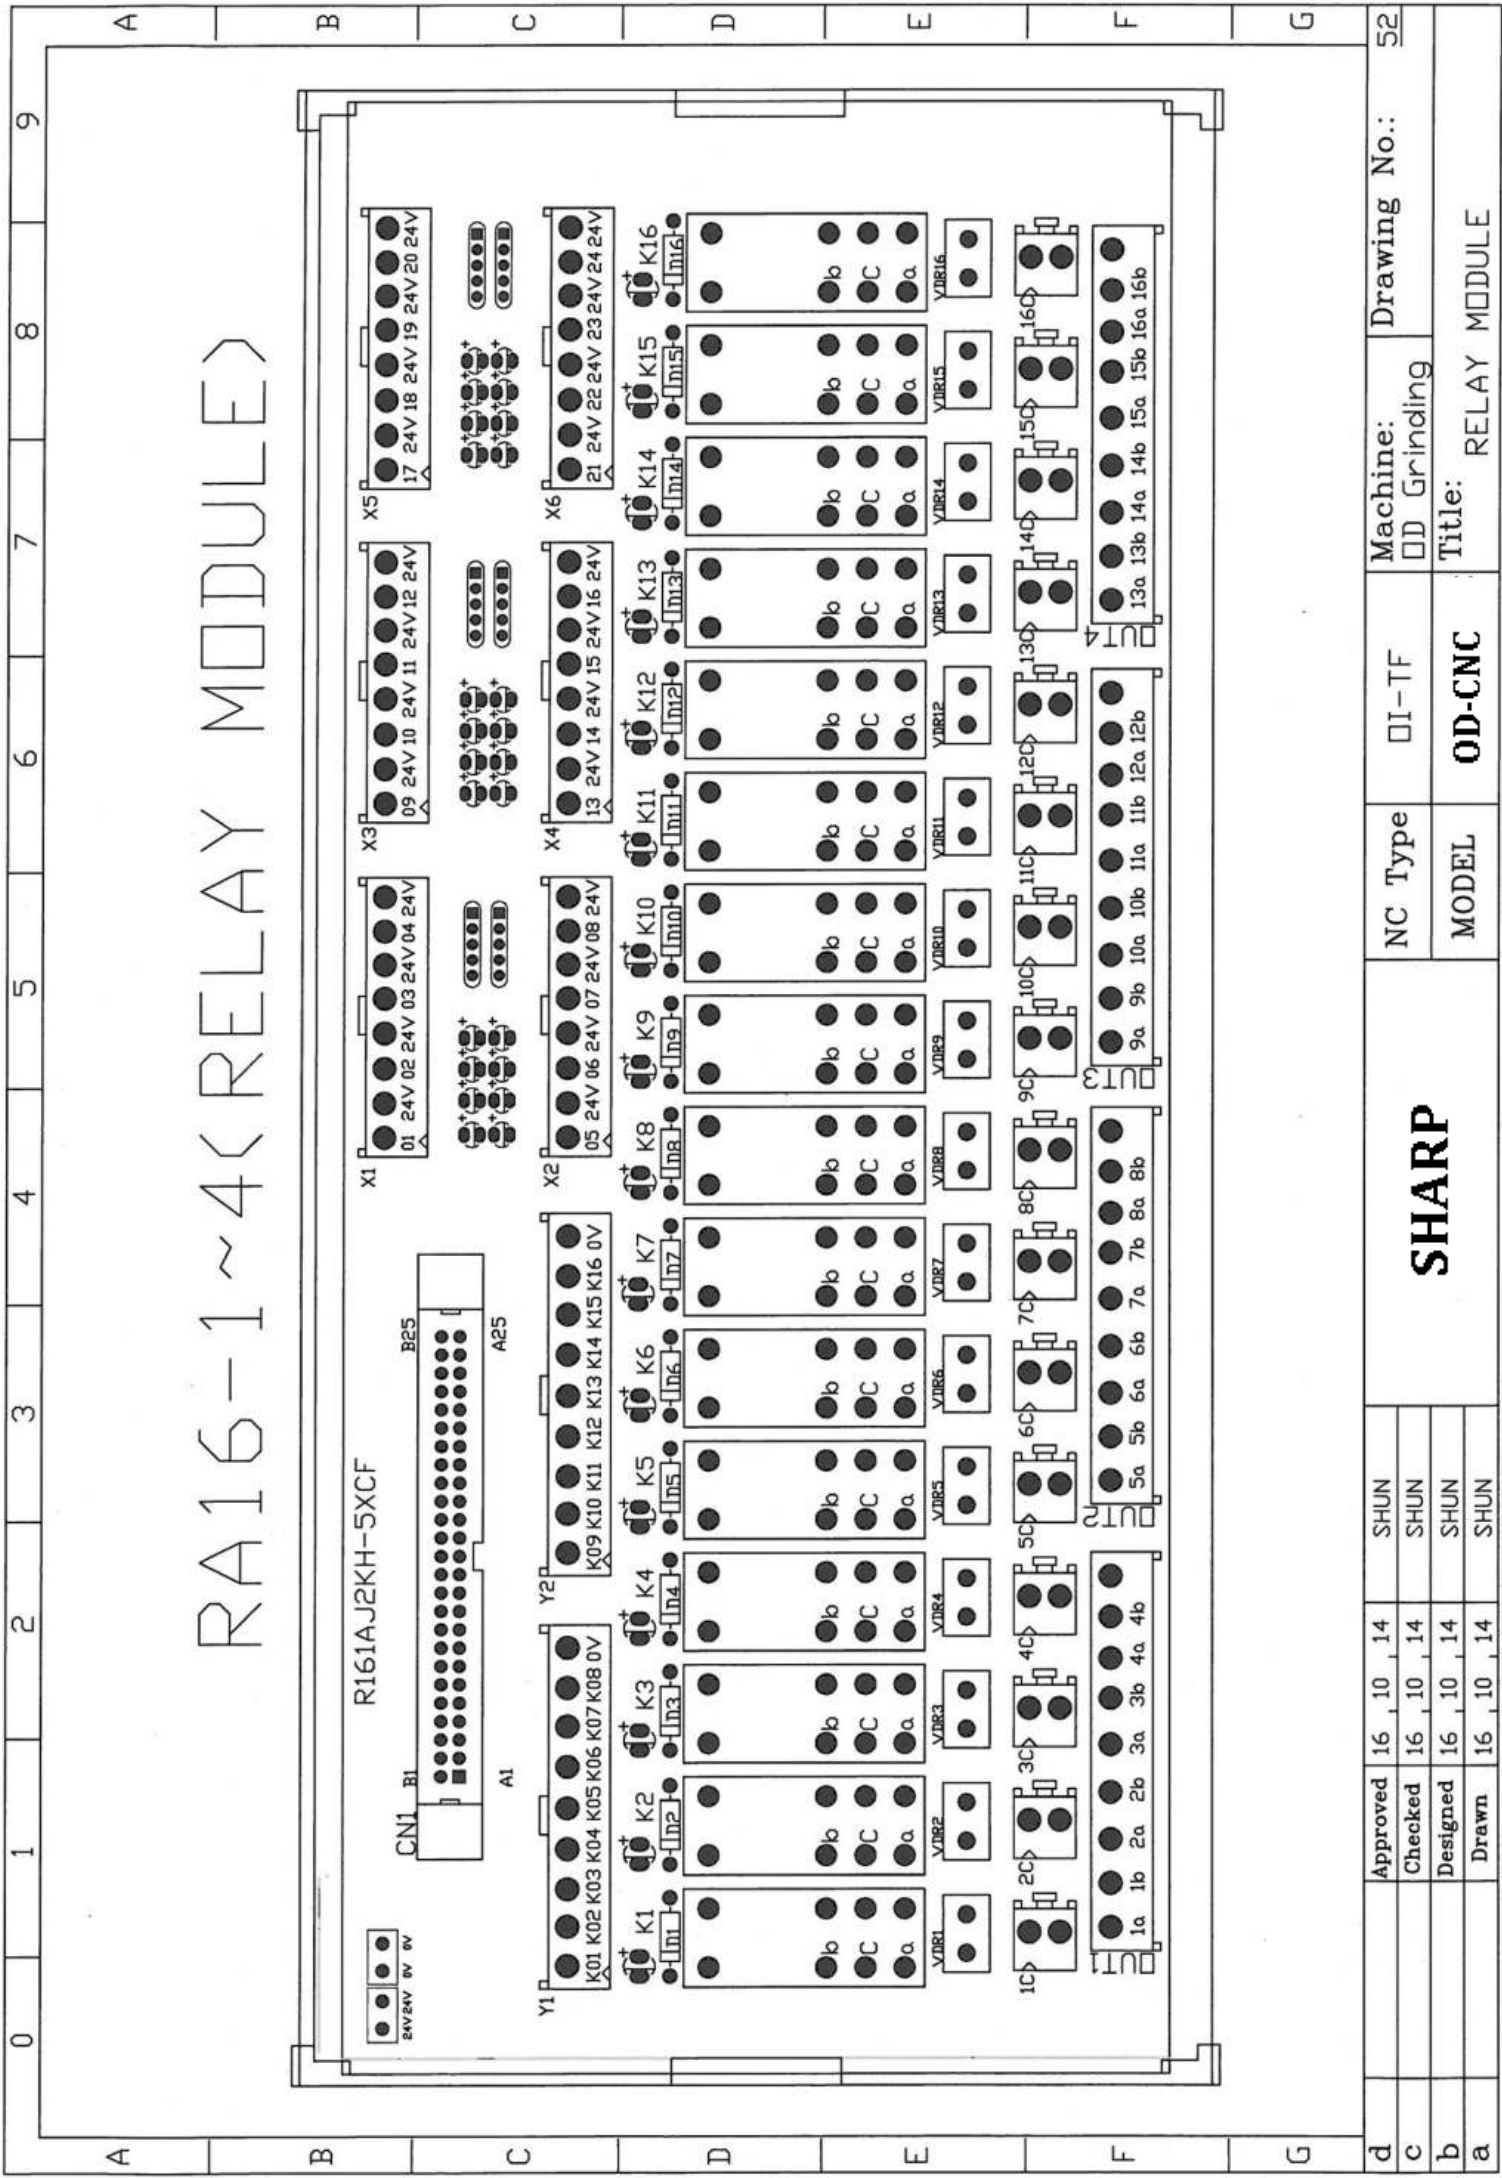 0 1 2 3 4 5 6 7 8 9
A A
B B
C C
D D
E E
F F
G G
RA16-1~4(RELAY MODULE)
R161AJ2KH-5XCF
24V 24V 0V 0V
CN1 B1 B25
A1 A25
X1
01 24V 02 24V 03 24V 04 24V
X3
09 24V 10 24V 11 24V 12 24V
X5
17 24V 18 24V 19 24V 20 24V
Y1
K01 K02 K03 K04 K05 K06 K07 K08 0V
Y2
K09 K10 K11 K12 K13 K14 K15 K16 0V
X2
05 24V 06 24V 07 24V 08 24V
X4
13 24V 14 24V 15 24V 16 24V
X6
21 24V 22 24V 23 24V 24 24V
K1 K2 K3 K4 K5 K6 K7 K8 K9 K10 K11 K12 K13 K14 K15 K16
In1 In2 In3 In4 In5 In6 In7 In8 In9 In10 In11 In12 In13 In14 In15 In16
b b b b b b b b b b b b b b b b
C C C C C C C C C C C C C C C C
a a a a a a a a a a a a a a a a
VDR1 VDR2 VDR3 VDR4 VDR5 VDR6 VDR7 VDR8 VDR9 VDR10 VDR11 VDR12 VDR13 VDR14 VDR15 VDR16
1C 2C 3C 4C 5C 6C 7C 8C 9C 10C 11C 12C 13C 14C 15C 16C
OUT1
1a 1b 2a 2b 3a 3b 4a 4b
OUT2
5a 5b 6a 6b 7a 7b 8a 8b
OUT3
9a 9b 10a 10b 11a 11b 12a 12b
OUT4
13a 13b 14a 14b 15a 15b 16a 16b
d Approved 16 , 10 , 14 SHUN
c Checked 16 , 10 , 14 SHUN
b Designed 16 , 10 , 14 SHUN
a Drawn 16 , 10 , 14 SHUN
SHARP
NC Type OI-TF
MODEL OD-CNC
Machine:
OD Grinding
Drawing No.: 52
Title:
RELAY MODULE